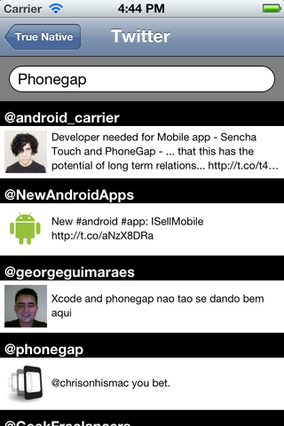 Carrier 4:44 PM
True Native Twitter
Phonegap
@android_carrier
Developer needed for Mobile app - Sencha
Touch and PhoneGap - ... that this has the
potential of long term relations... http://t.co/t4...
@NewAndroidApps
New #android #app: ISellMobile
http://t.co/aNzX8DRa
@georgeguimaraes
Xcode and phonegap nao tao se dando bem
aqui
@phonegap
@chrisonhismac you bet.
@GeekFreelancers